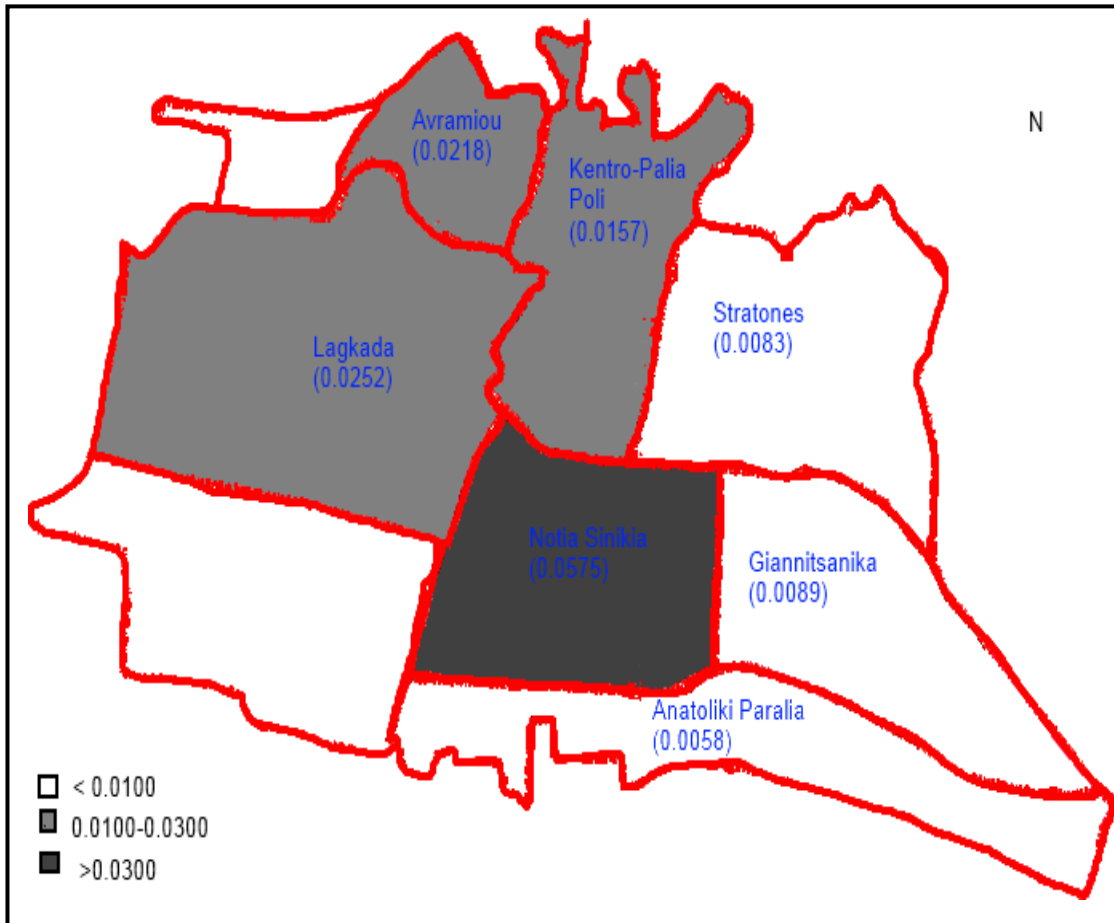 N
Avramiou
(0.0218)
Kentro-Palia
Poli
(0.0157)
Stratones
(0.0083)
Lagkada
(0.0252)
Notia Sinikia
(0.0575)
Giannitsanika
(0.0089)
Anatoliki Paralia
(0.0058)
< 0.0100
0.0100-0.0300
>0.0300